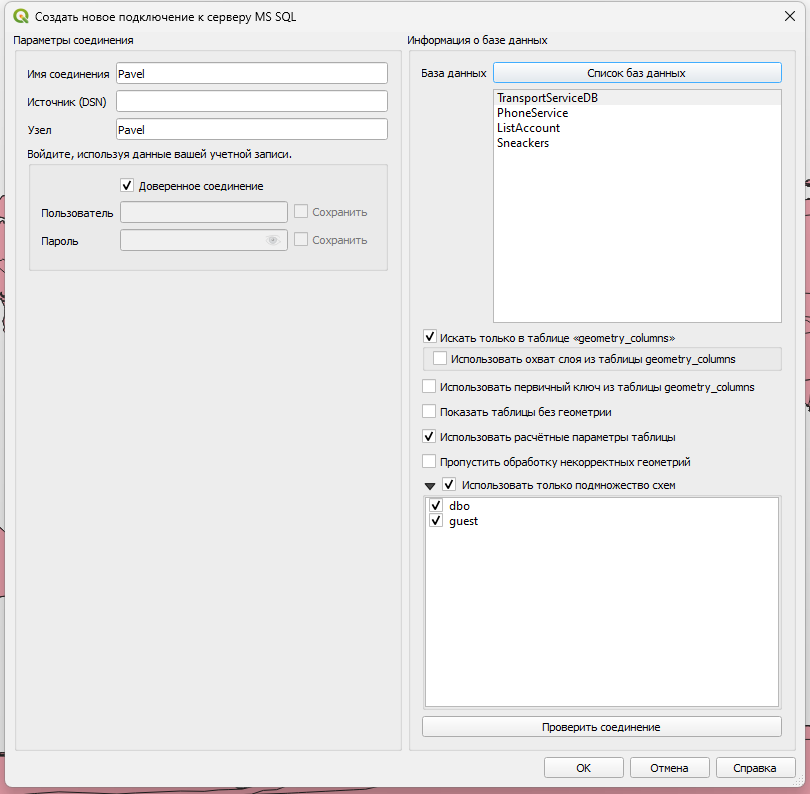 Создать новое подключение к серверу MS SQL
Параметры соединения
Имя соединения Pavel
Источник (DSN)
Узел Pavel
Войдите, используя данные вашей учетной записи.
Доверенное соединение
Пользователь Сохранить
Пароль Сохранить
Информация о базе данных
База данных Список баз данных
TransportServiceDB
PhoneService
ListAccount
Sneackers
Искать только в таблице «geometry_columns»
Использовать охват слоя из таблицы geometry_columns
Использовать первичный ключ из таблицы geometry_columns
Показать таблицы без геометрии
Использовать расчётные параметры таблицы
Пропустить обработку некорректных геометрий
Использовать только подмножество схем
dbo
guest
Проверить соединение
OK Отмена Справка